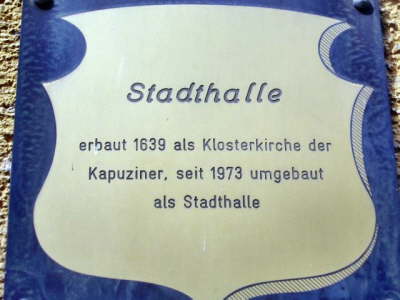 Stadthalle
erbaut 1639 als Klosterkirche der
Kapuziner, seit 1973 umgebaut
als Stadthalle